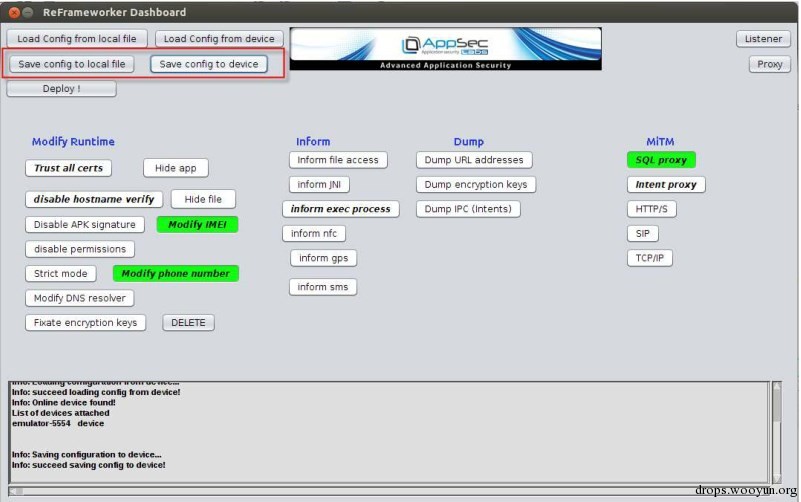 ReFrameworker Dashboard
Load Config from local file
Load Config from device
Save config to local file
Save config to device
Deploy !
AppSec
Labs
Application security
Advanced Application Security
Listener
Proxy
Modify Runtime
Trust all certs
Hide app
disable hostname verify
Hide file
Disable APK signature
Modify IMEI
disable permissions
Strict mode
Modify phone number
Modify DNS resolver
Fixate encryption keys
DELETE
Inform
Inform file access
inform JNI
inform exec process
inform nfc
inform gps
inform sms
Dump
Dump URL addresses
Dump encryption keys
Dump IPC (Intents)
MiTM
SQL proxy
Intent proxy
HTTP/S
SIP
TCP/IP
Info: Loading configuration from device...
Info: succeed loading config from device!
Info: Online device found!
List of devices attached
emulator-5554 device
Info: Saving configuration to device...
Info: succeed saving config to device!
drops.wooyun.org